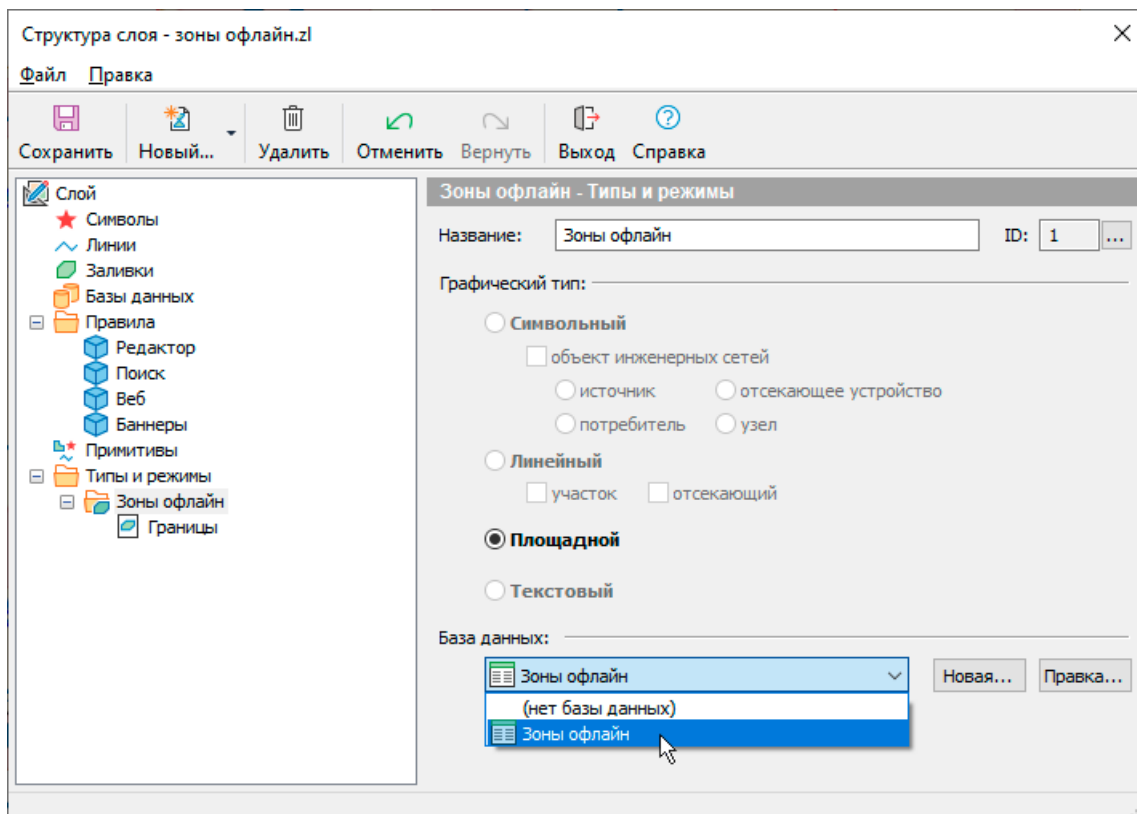 Структура слоя - зоны офлайн.zl
Файл Правка
Сохранить Новый... Удалить Отменить Вернуть Выход Справка
Слой
Символы
Линии
Заливки
Базы данных
Правила
Редактор
Поиск
Веб
Баннеры
Примитивы
Типы и режимы
Зоны офлайн
Границы
Зоны офлайн - Типы и режимы
Название: Зоны офлайн ID: 1 ...
Графический тип:
Символьный
объект инженерных сетей
источник отсекающее устройство
потребитель узел
Линейный
участок отсекающий
Площадной
Текстовый
База данных:
Зоны офлайн Новая... Правка...
(нет базы данных)
Зоны офлайн